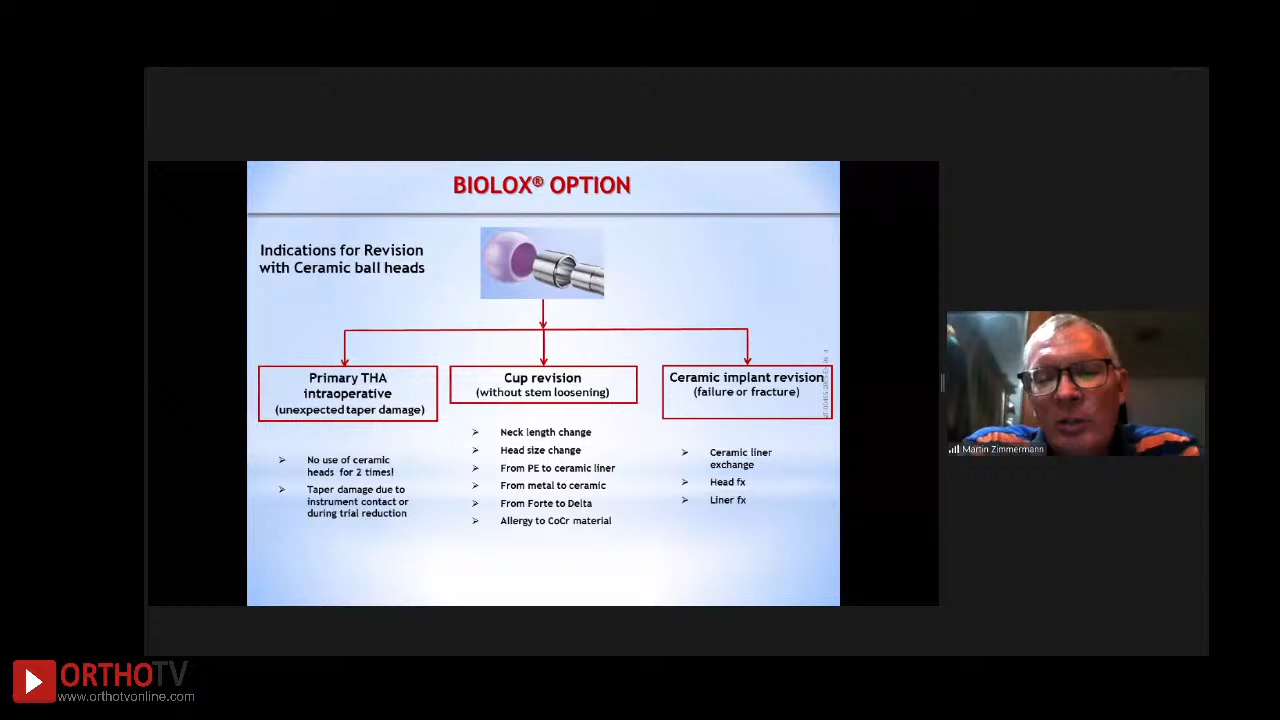 BIOLOX® OPTION
Indications for Revision
with Ceramic ball heads
Primary THA
intraoperative
(unexpected taper damage)
➢ No use of ceramic
heads for 2 times!
➢ Taper damage due to
instrument contact or
during trial reduction
Cup revision
(without stem loosening)
➢ Neck length change
➢ Head size change
➢ From PE to ceramic liner
➢ From metal to ceramic
➢ From Forte to Delta
➢ Allergy to CoCr material
Ceramic implant revision
(failure or fracture)
➢ Ceramic liner
exchange
➢ Head fx
➢ Liner fx
Martin Zimmermann
ORTHOTV
www.orthotvonline.com